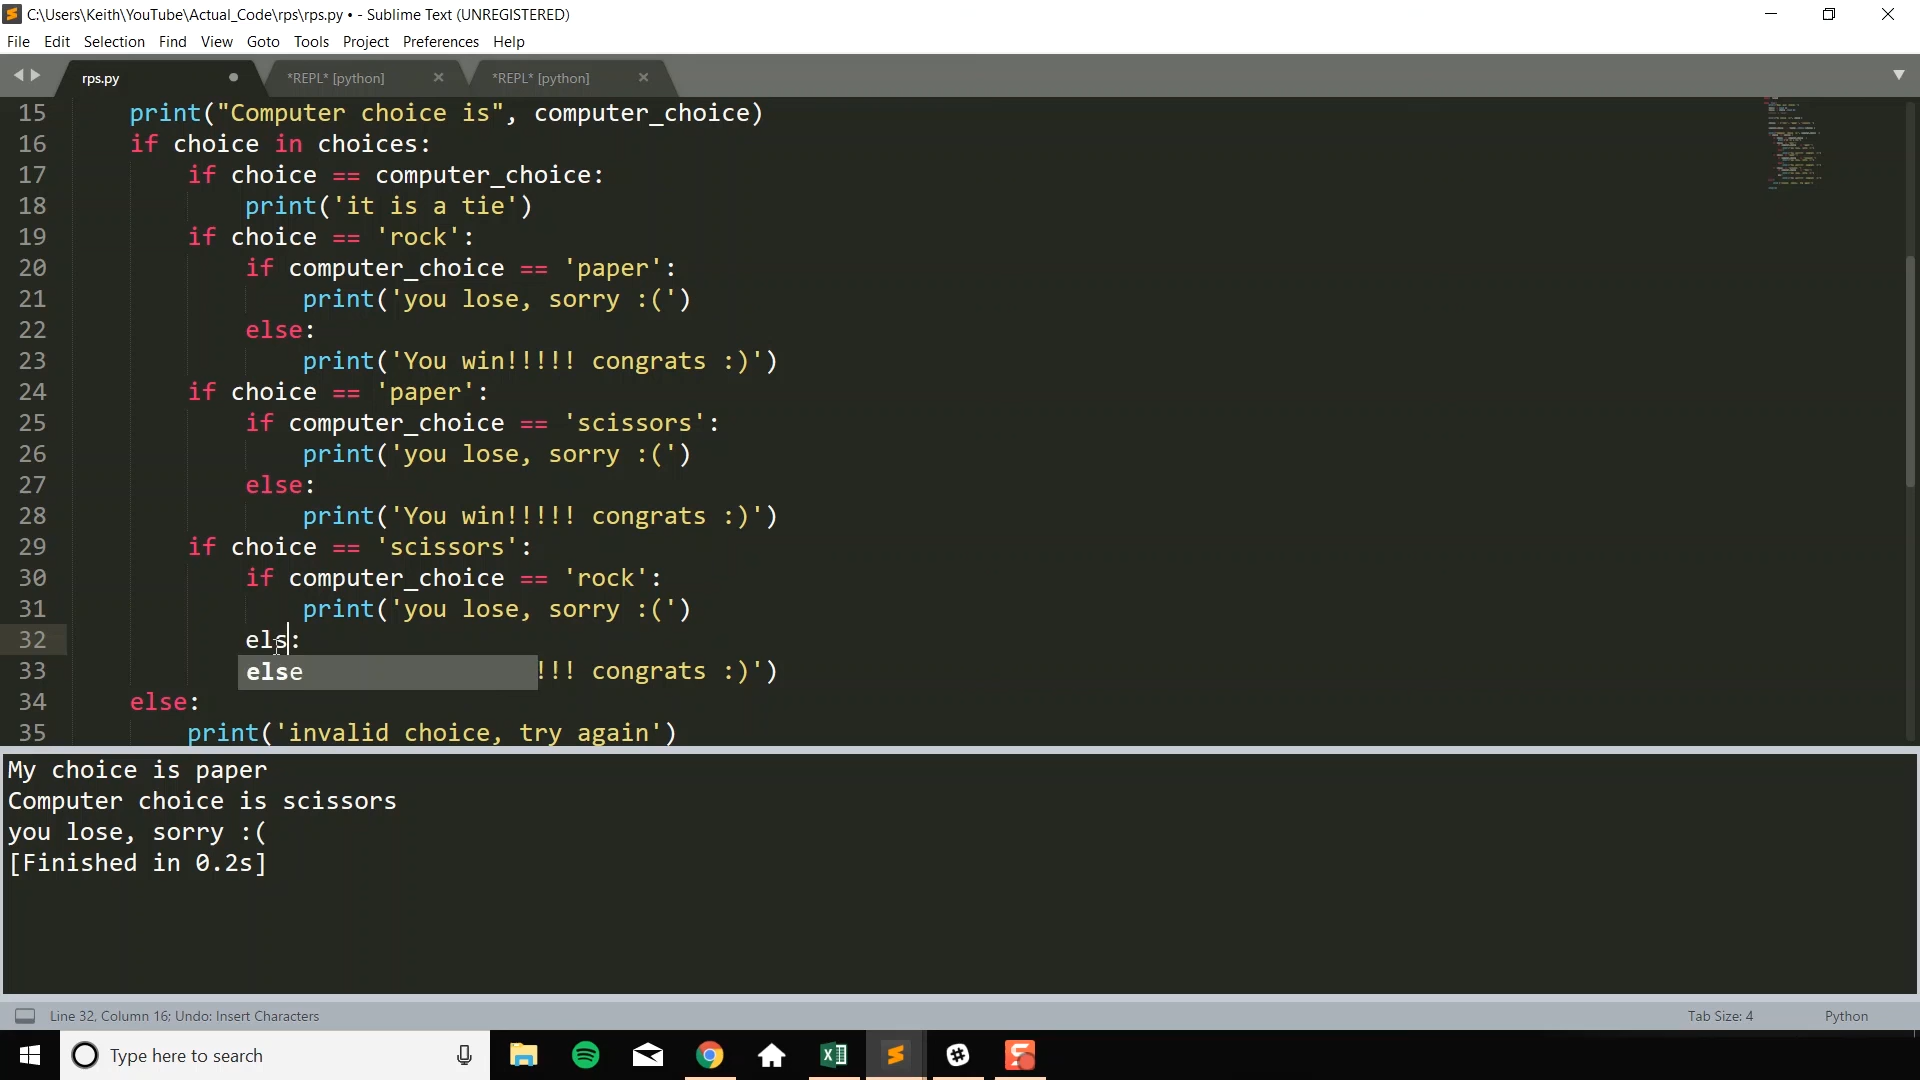 C:\Users\Keith\YouTube\Actual_Code\rps\rps.py • - Sublime Text (UNREGISTERED)
File Edit Selection Find View Goto Tools Project Preferences Help
rps.py *REPL* [python] *REPL* [python]
15 print("Computer choice is", computer_choice)
16 if choice in choices:
17 if choice == computer_choice:
18 print('it is a tie')
19 if choice == 'rock':
20 if computer_choice == 'paper':
21 print('you lose, sorry :(')
22 else:
23 print('You win!!!!! congrats :)')
24 if choice == 'paper':
25 if computer_choice == 'scissors':
26 print('you lose, sorry :(')
27 else:
28 print('You win!!!!! congrats :)')
29 if choice == 'scissors':
30 if computer_choice == 'rock':
31 print('you lose, sorry :(')
32 els:
33 else !!! congrats :)')
34 else:
35 print('invalid choice, try again')
My choice is paper
Computer choice is scissors
you lose, sorry :(
[Finished in 0.2s]
Line 32, Column 16; Undo: Insert Characters Tab Size: 4 Python
Type here to search